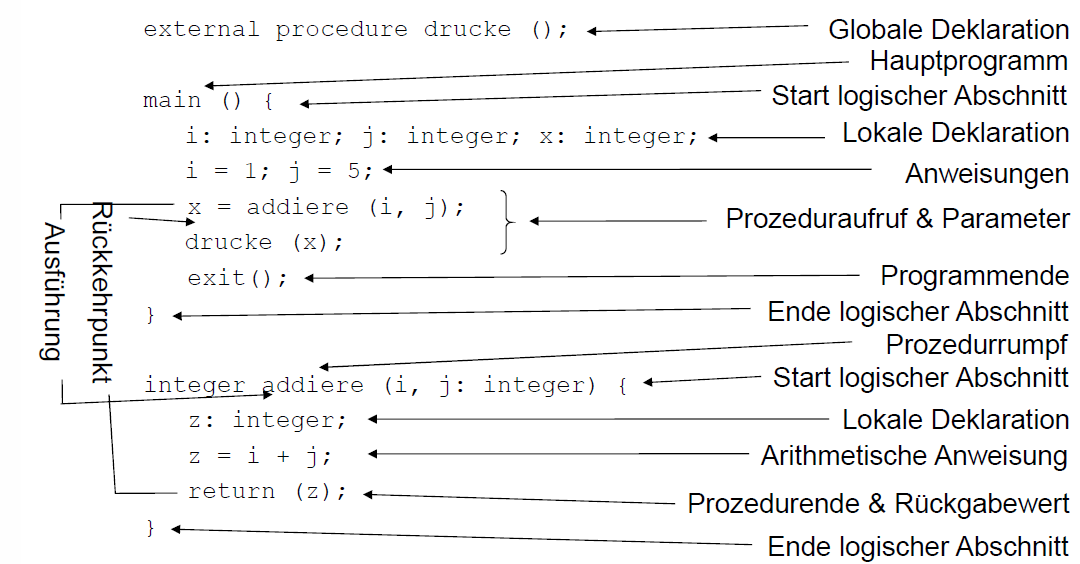 external procedure drucke (); Globale Deklaration
Hauptprogramm
main () { Start logischer Abschnitt
i: integer; j: integer; x: integer; Lokale Deklaration
i = 1; j = 5; Anweisungen
x = addiere (i, j);
Prozeduraufruf & Parameter
drucke (x);
exit(); Programmende
} Ende logischer Abschnitt
Prozedurrumpf
integer addiere (i, j: integer) { Start logischer Abschnitt
z: integer; Lokale Deklaration
z = i + j; Arithmetische Anweisung
return (z); Prozedurende & Rückgabewert
} Ende logischer Abschnitt
Ausführung
Rückkehrpunkt